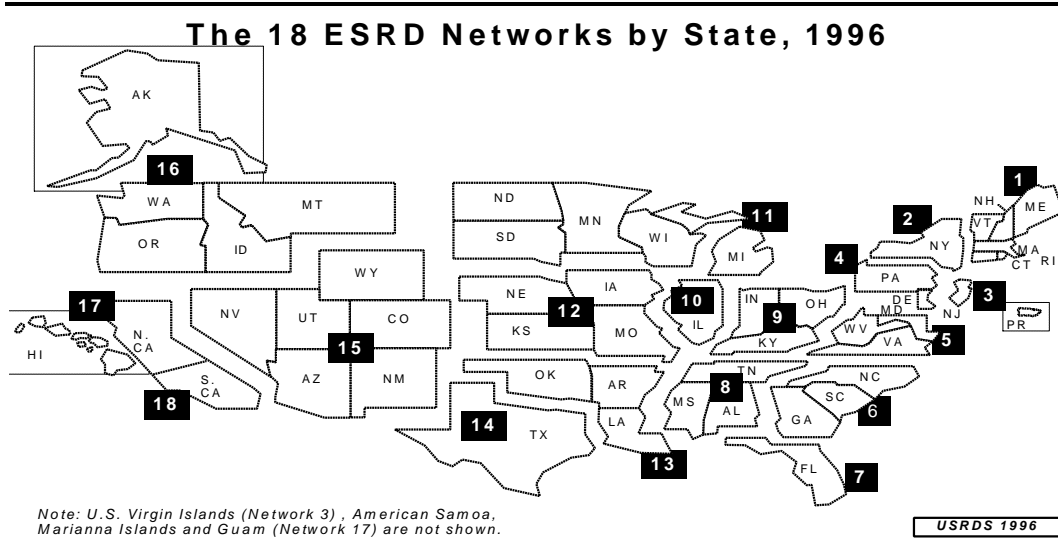 The 18 ESRD Networks by State, 1996
AK
16
1
WA
MT
ND
MN
NH
ME
VT
2
11
OR
ID
SD
WI
MI
NY
MA
RI
CT
4
WY
PA
17
NV
NE
IA
10
IN
OH
DE
3
N.
CA
UT
CO
12
MD
NJ
PR
HI
KS
MO
IL
9
WV
15
KY
VA
5
S.
CA
AZ
NM
OK
AR
TN
NC
18
8
MS
AL
SC
6
14
TX
LA
GA
13
FL
7
Note: U.S. Virgin Islands (Network 3) , American Samoa,
Marianna Islands and Guam (Network 17) are not shown.
USRDS 1996